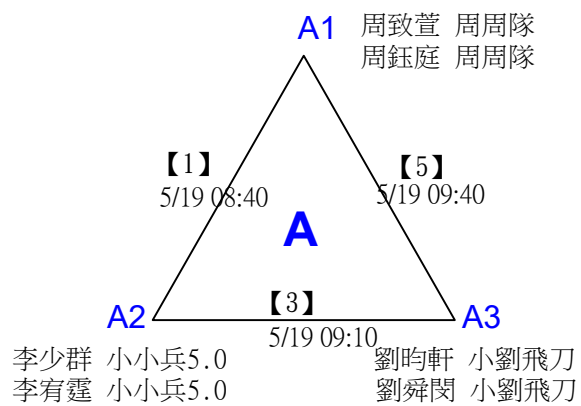 A1
周致萱 周周隊
周鈺庭 周周隊
【1】
5/19 08:40
【5】
5/19 09:40
A
【3】
5/19 09:10
A2
A3
李少群 小小兵5.0
李宥霆 小小兵5.0
劉昀軒 小劉飛刀
劉舜閔 小劉飛刀